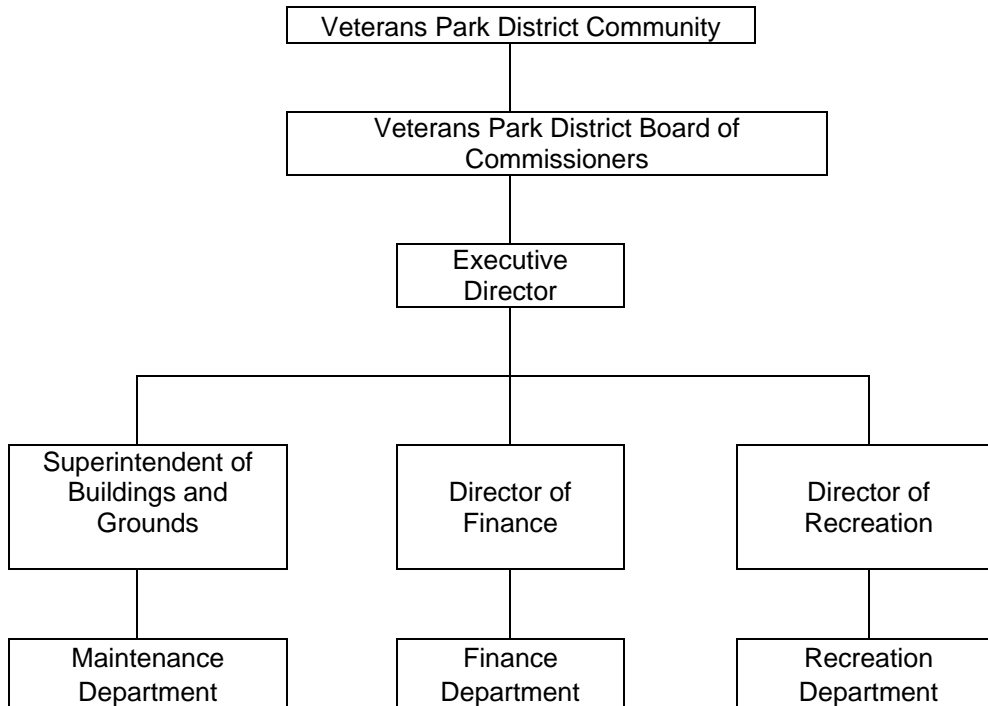 Veterans Park District Community
Veterans Park District Board of
Commissioners
Executive
Director
Superintendent of
Buildings and
Grounds
Director of
Finance
Director of
Recreation
Maintenance
Department
Finance
Department
Recreation
Department